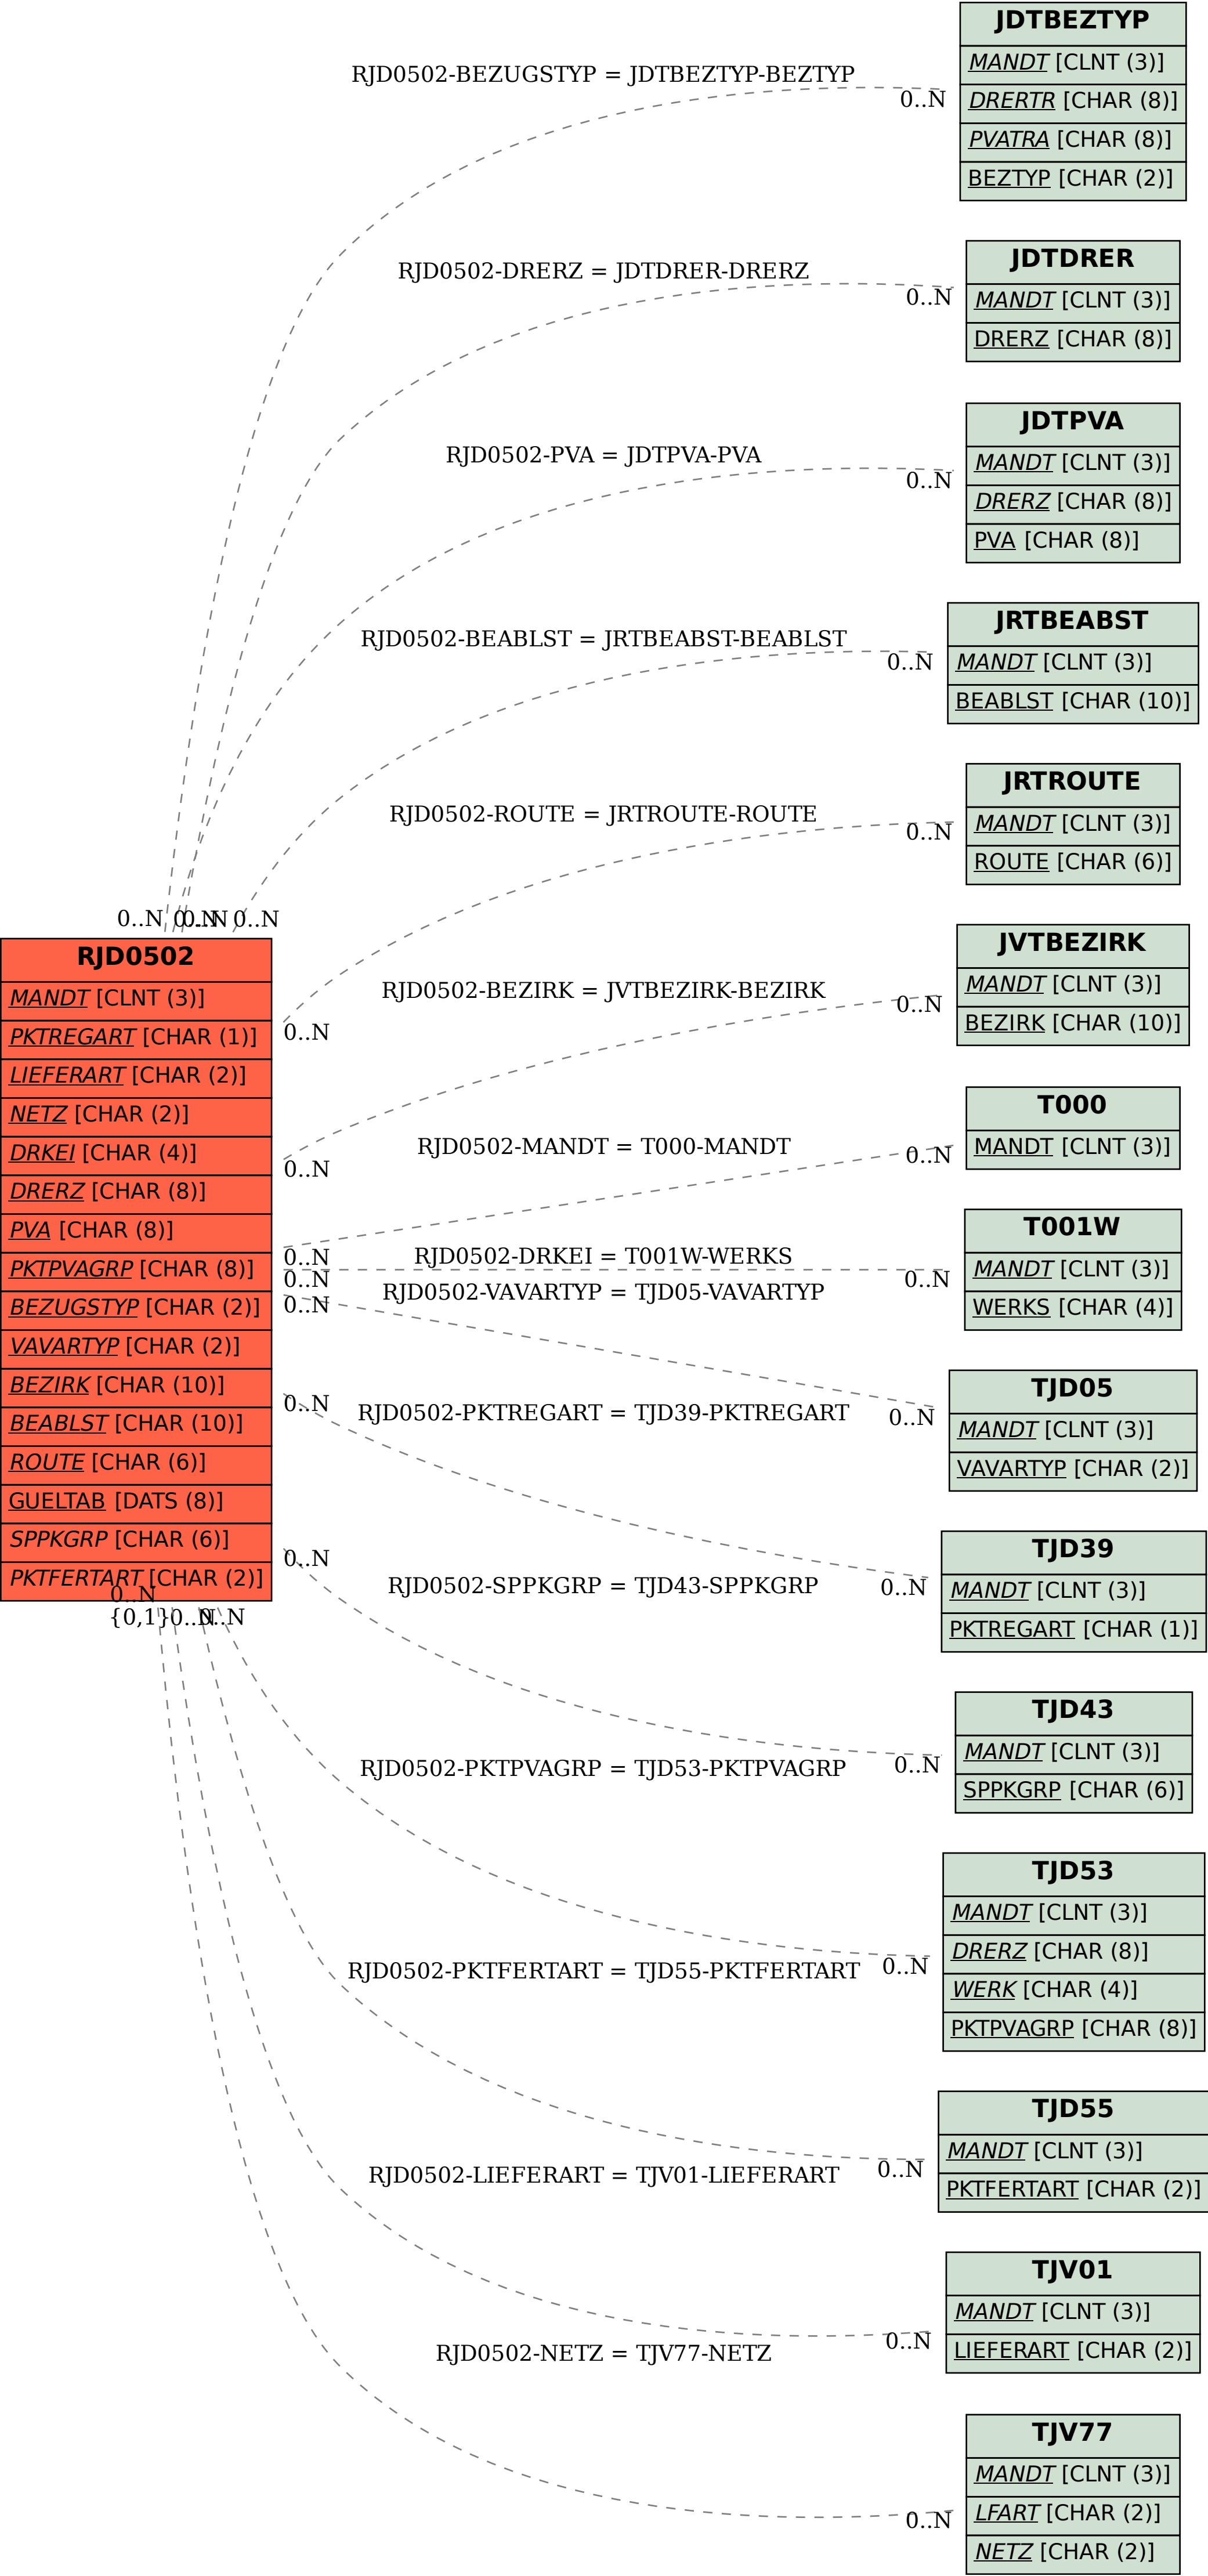 JDTBEZTYP
MANDT [CLNT (3)]
DRERTR [CHAR (8)]
PVATRA [CHAR (8)]
BEZTYP [CHAR (2)]
RJD0502-BEZUGSTYP = JDTBEZTYP-BEZTYP
0..N
JDTDRER
MANDT [CLNT (3)]
DRERZ [CHAR (8)]
RJD0502-DRERZ = JDTDRER-DRERZ
0..N
JDTPVA
MANDT [CLNT (3)]
DRERZ [CHAR (8)]
PVA [CHAR (8)]
RJD0502-PVA = JDTPVA-PVA
0..N
JRTBEABST
MANDT [CLNT (3)]
BEABLST [CHAR (10)]
RJD0502-BEABLST = JRTBEABST-BEABLST
0..N
JRTROUTE
MANDT [CLNT (3)]
ROUTE [CHAR (6)]
RJD0502-ROUTE = JRTROUTE-ROUTE
0..N
0..N
0..N
0..N
0..N
RJD0502
MANDT [CLNT (3)]
PKTREGART [CHAR (1)]
LIEFERART [CHAR (2)]
NETZ [CHAR (2)]
DRKEI [CHAR (4)]
DRERZ [CHAR (8)]
PVA [CHAR (8)]
PKTPVAGRP [CHAR (8)]
BEZUGSTYP [CHAR (2)]
VAVARTYP [CHAR (2)]
BEZIRK [CHAR (10)]
BEABLST [CHAR (10)]
ROUTE [CHAR (6)]
GUELTAB [DATS (8)]
SPPKGRP [CHAR (6)]
PKTFERTART [CHAR (2)]
0..N
{0,1}
0..N
0..N
0..N
0..N
0..N
0..N
0..N
0..N
0..N
JVTBEZIRK
MANDT [CLNT (3)]
BEZIRK [CHAR (10)]
RJD0502-BEZIRK = JVTBEZIRK-BEZIRK
0..N
T000
MANDT [CLNT (3)]
RJD0502-MANDT = T000-MANDT
0..N
T001W
MANDT [CLNT (3)]
WERKS [CHAR (4)]
RJD0502-DRKEI = T001W-WERKS
0..N
RJD0502-VAVARTYP = TJD05-VAVARTYP
TJD05
MANDT [CLNT (3)]
VAVARTYP [CHAR (2)]
0..N
RJD0502-PKTREGART = TJD39-PKTREGART
TJD39
MANDT [CLNT (3)]
PKTREGART [CHAR (1)]
0..N
RJD0502-SPPKGRP = TJD43-SPPKGRP
TJD43
MANDT [CLNT (3)]
SPPKGRP [CHAR (6)]
0..N
RJD0502-PKTPVAGRP = TJD53-PKTPVAGRP
TJD53
MANDT [CLNT (3)]
DRERZ [CHAR (8)]
WERK [CHAR (4)]
PKTPVAGRP [CHAR (8)]
0..N
RJD0502-PKTFERTART = TJD55-PKTFERTART
TJD55
MANDT [CLNT (3)]
PKTFERTART [CHAR (2)]
0..N
RJD0502-LIEFERART = TJV01-LIEFERART
TJV01
MANDT [CLNT (3)]
LIEFERART [CHAR (2)]
0..N
RJD0502-NETZ = TJV77-NETZ
TJV77
MANDT [CLNT (3)]
LFART [CHAR (2)]
NETZ [CHAR (2)]
0..N